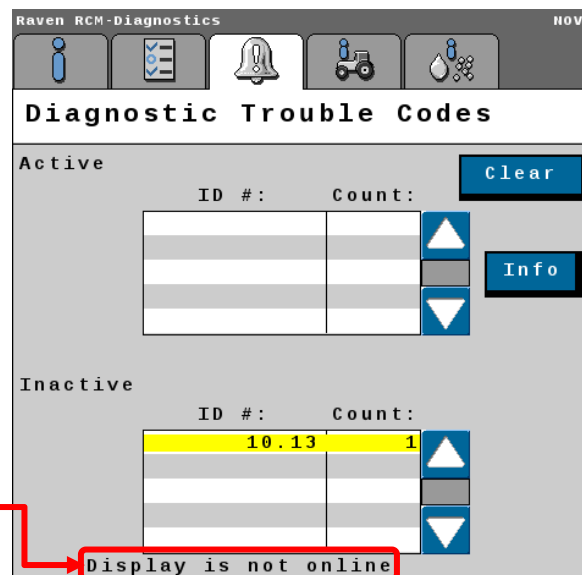 Raven RCM-Diagnostics NOV
Diagnostic Trouble Codes
Active
Clear
ID #: Count:
Info
Inactive
ID #: Count:
10.13 1
Display is not online